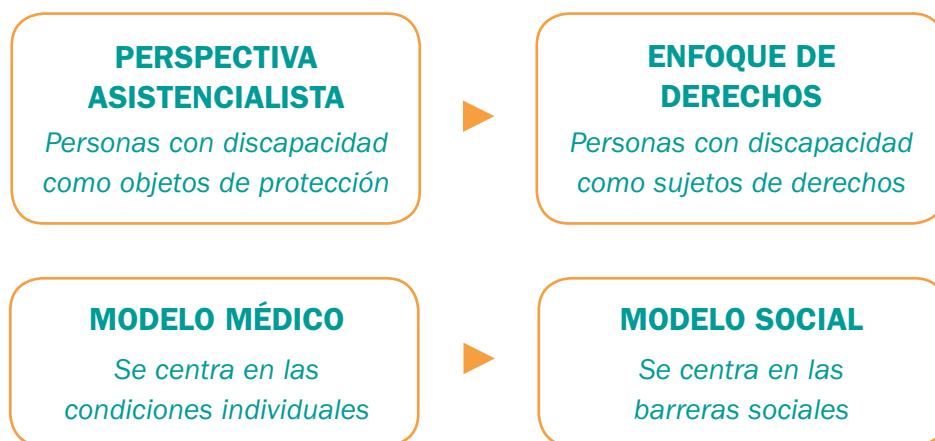 PERSPECTIVA
ASISTENCIALISTA
Personas con discapacidad
como objetos de protección
ENFOQUE DE
DERECHOS
Personas con discapacidad
como sujetos de derechos
MODELO MÉDICO
Se centra en las
condiciones individuales
MODELO SOCIAL
Se centra en las
barreras sociales